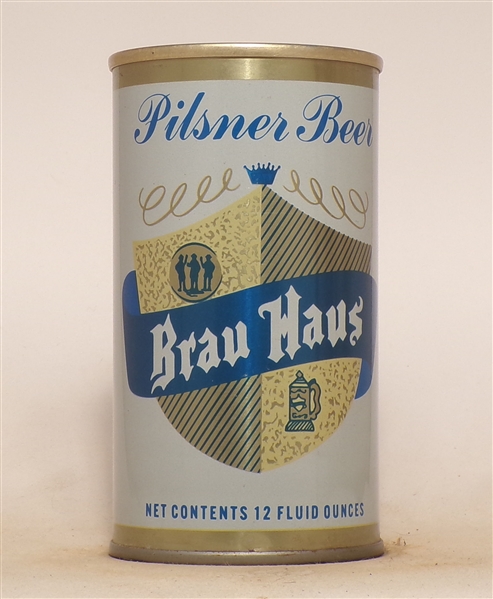 Pilsner Beer
Brau Haus
NET CONTENTS 12 FLUID OUNCES